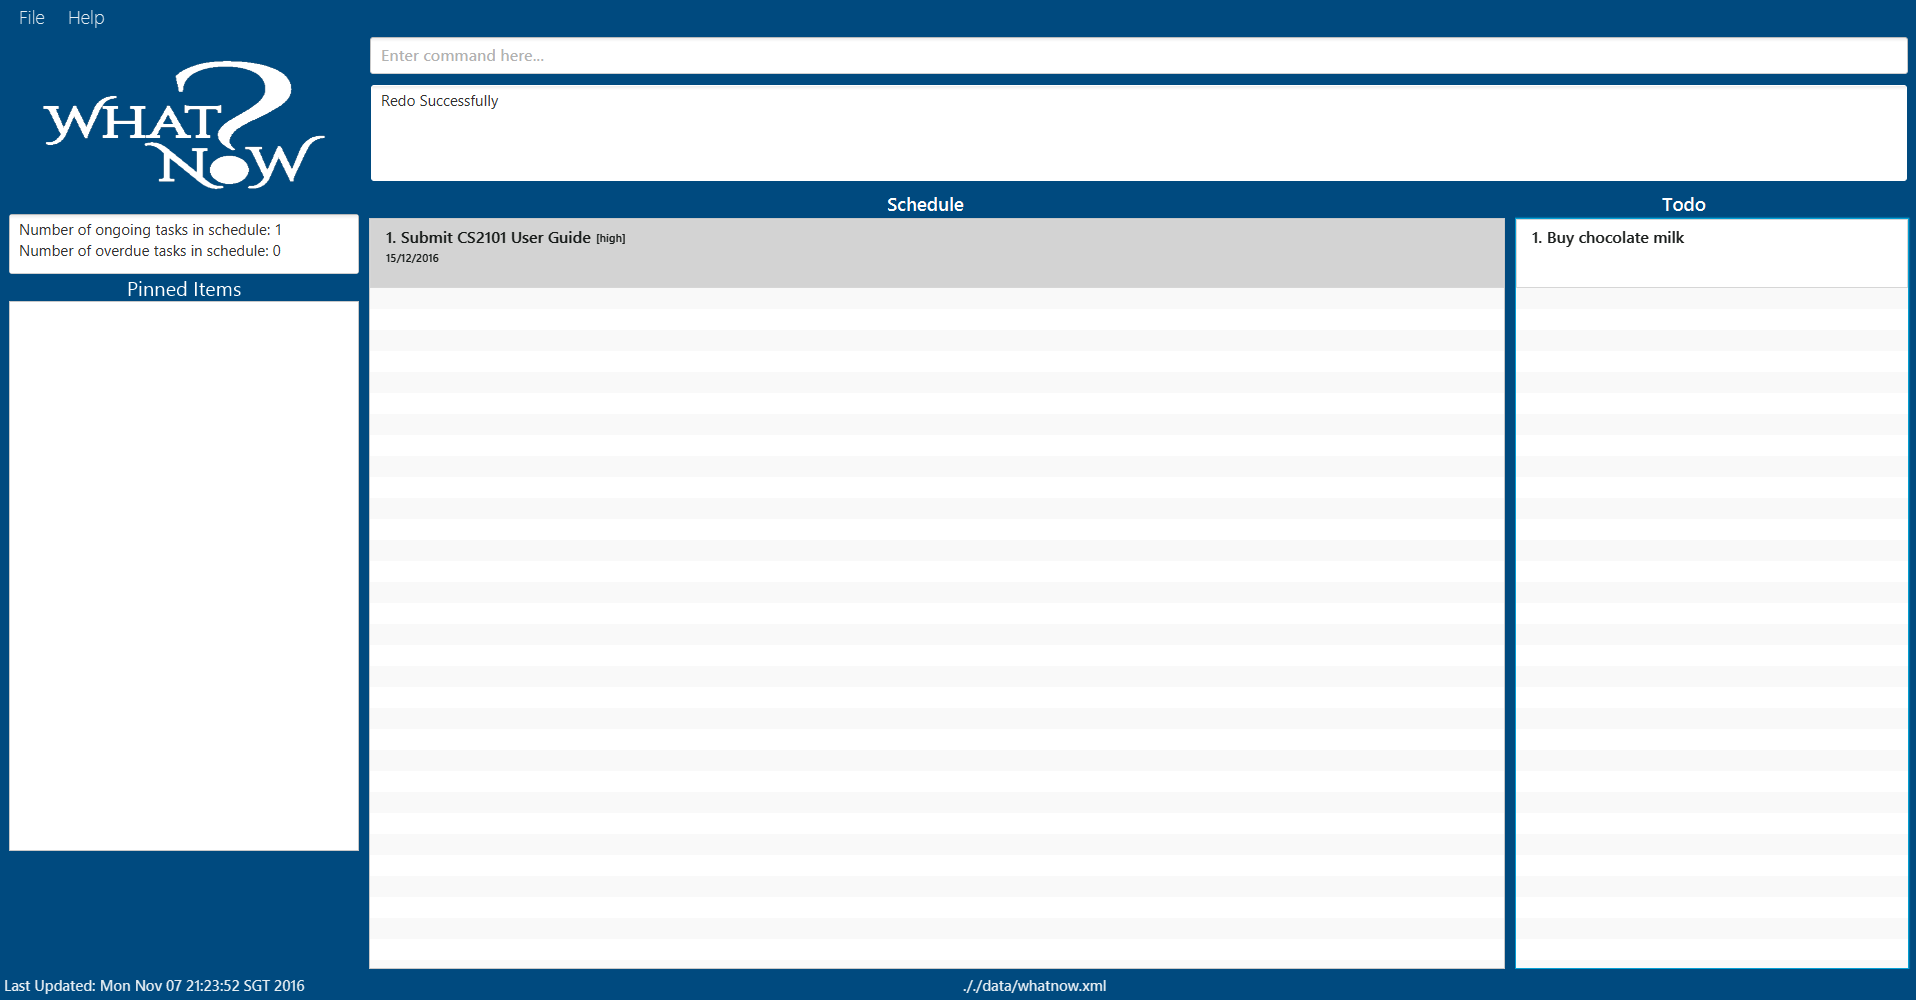 File Help
WHAT
NOW
Enter command here...
Redo Successfully
Number of ongoing tasks in schedule: 1
Number of overdue tasks in schedule: 0
Pinned Items
Schedule
1. Submit CS2101 User Guide [high]
15/12/2016
Todo
1. Buy chocolate milk
Last Updated: Mon Nov 07 21:23:52 SGT 2016
././data/whatnow.xml